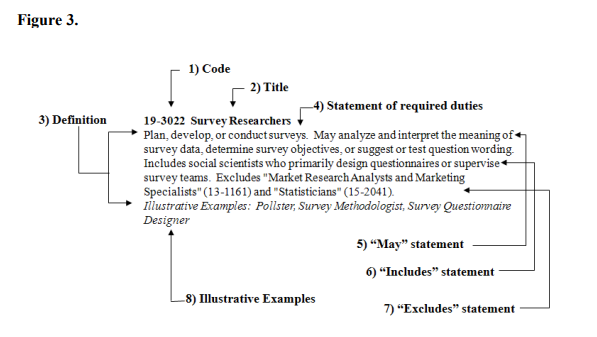 Figure 3.
1) Code
2) Title
3) Definition
4) Statement of required duties
19-3022 Survey Researchers
Plan, develop, or conduct surveys. May analyze and interpret the meaning of
survey data, determine survey objectives, or suggest or test question wording.
Includes social scientists who primarily design questionnaires or supervise
survey teams. Excludes "Market Research Analysts and Marketing
Specialists" (13-1161) and "Statisticians" (15-2041).
Illustrative Examples: Pollster, Survey Methodologist, Survey Questionnaire
Designer
5) “May” statement
6) “Includes” statement
8) Illustrative Examples
7) “Excludes” statement